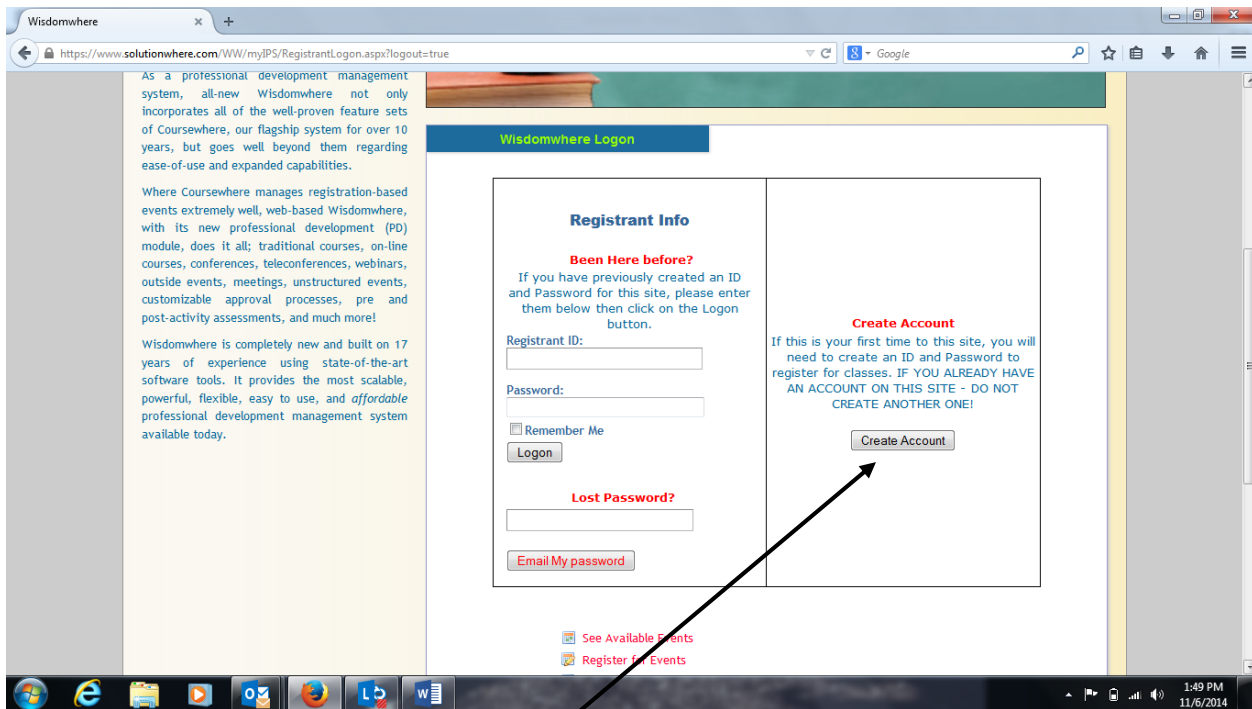 Wisdomwhere
https://www.solutionwhere.com/WW/myIPS/RegistrantLogon.aspx?logout=true
Google
As a professional development management
system, all-new Wisdomwhere not only
incorporates all of the well-proven feature sets
of Coursewhere, our flagship system for over 10
years, but goes well beyond them regarding
ease-of-use and expanded capabilities.
Where Coursewhere manages registration-based
events extremely well, web-based Wisdomwhere,
with its new professional development (PD)
module, does it all; traditional courses, on-line
courses, conferences, teleconferences, webinars,
outside events, meetings, unstructured events,
customizable approval processes, pre and
post-activity assessments, and much more!
Wisdomwhere is completely new and built on 17
years of experience using state-of-the-art
software tools. It provides the most scalable,
powerful, flexible, easy to use, and affordable
professional development management system
available today.
Wisdomwhere Logon
Registrant Info
Been Here before?
If you have previously created an ID
and Password for this site, please enter
them below then click on the Logon
button.
Registrant ID:
Password:
Remember Me
Logon
Lost Password?
Email My password
Create Account
If this is your first time to this site, you will
need to create an ID and Password to
register for classes. IF YOU ALREADY HAVE
AN ACCOUNT ON THIS SITE - DO NOT
CREATE ANOTHER ONE!
Create Account
See Available Events
Register for Events
1:49 PM
11/6/2014